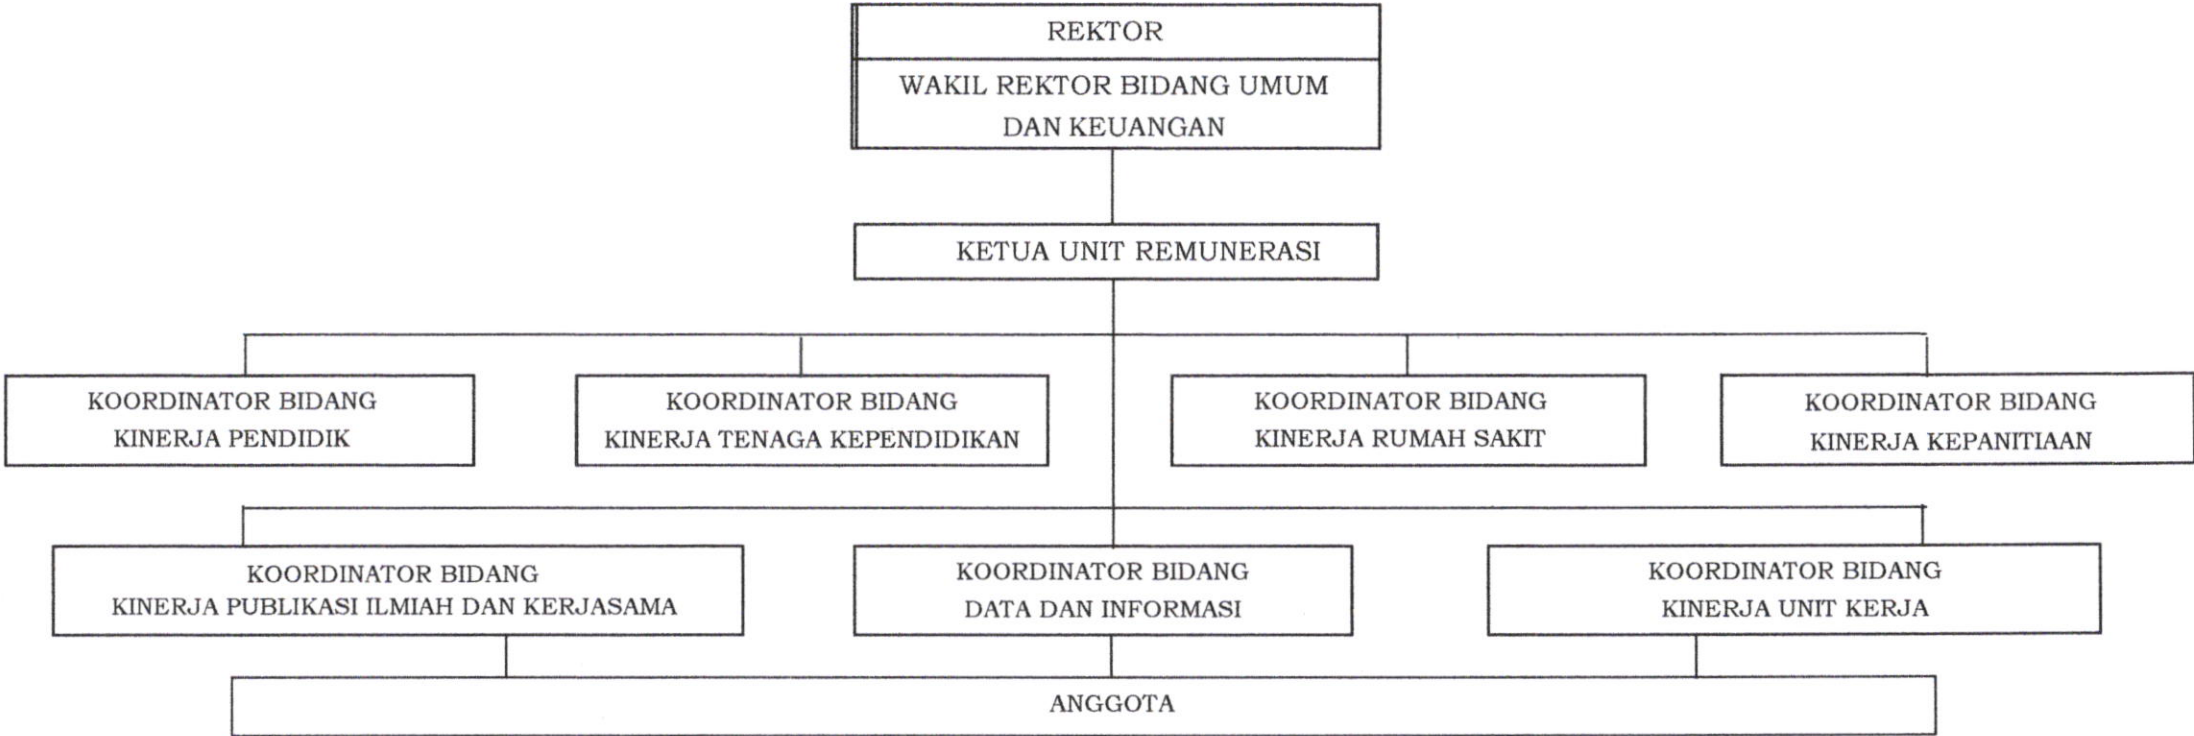 REKTOR
WAKIL REKTOR BIDANG UMUM
DAN KEUANGAN
KETUA UNIT REMUNERASI
KOORDINATOR BIDANG
KINERJA PENDIDIK
KOORDINATOR BIDANG
KINERJA TENAGA KEPENDIDIKAN
KOORDINATOR BIDANG
KINERJA RUMAH SAKIT
KOORDINATOR BIDANG
KINERJA KEPANITIAAN
KOORDINATOR BIDANG
KINERJA PUBLIKASI ILMIAH DAN KERJASAMA
KOORDINATOR BIDANG
DATA DAN INFORMASI
KOORDINATOR BIDANG
KINERJA UNIT KERJA
ANGGOTA